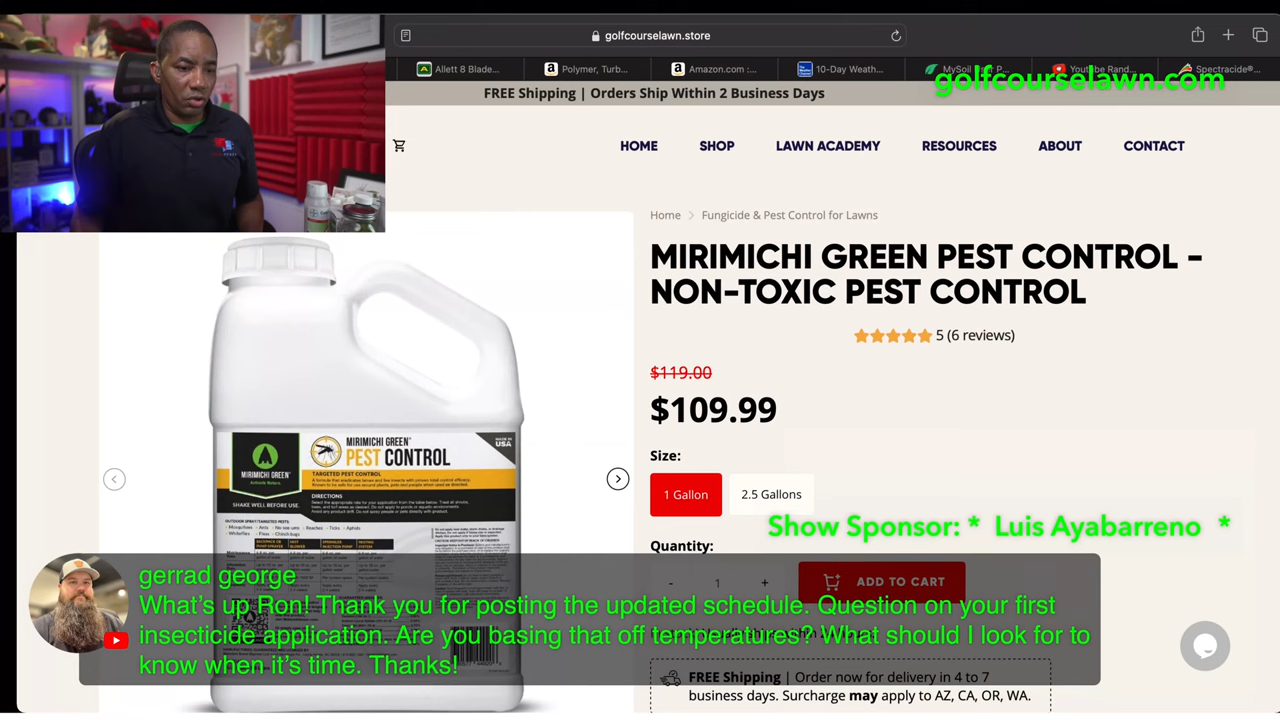 golfcourselawn.store
Allett 8 Blade...
Polymer, Turb...
Amazon.com :...
10-Day Weath...
MySoil
Youtube Rand...
Spectracide®...
golfcourselawn.com
FREE Shipping | Orders Ship Within 2 Business Days
HOME
SHOP
LAWN ACADEMY
RESOURCES
ABOUT
CONTACT
Home
Fungicide & Pest Control for Lawns
MIRIMICHI GREEN PEST CONTROL -
NON-TOXIC PEST CONTROL
5 (6 reviews)
$119.00
$109.99
Size:
1 Gallon
2.5 Gallons
Show Sponsor: * Luis Ayabarreno *
Quantity:
- 1 +
ADD TO CART
MIRIMICHI GREEN
SHAKE WELL BEFORE USE.
MIRIMICHI GREEN
PEST CONTROL
MADE IN
USA
TARGETED PEST CONTROL
DIRECTIONS
gerrad george
What's up Ron! Thank you for posting the updated schedule. Question on your first
insecticide application. Are you basing that off temperatures? What should I look for to
know when it's time. Thanks!
FREE Shipping | Order now for delivery in 4 to 7
business days. Surcharge may apply to AZ, CA, OR, WA.